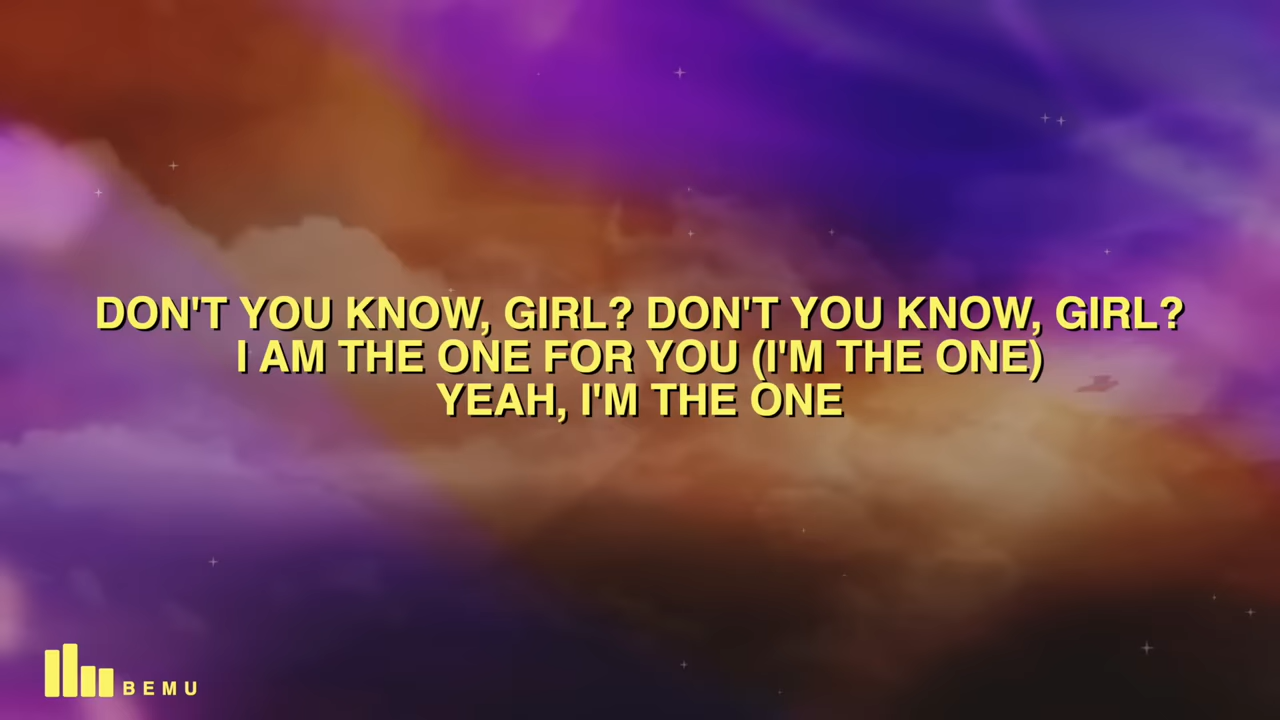 DON'T YOU KNOW, GIRL? DON'T YOU KNOW, GIRL?
I AM THE ONE FOR YOU (I'M THE ONE)
YEAH, I'M THE ONE
BEMU